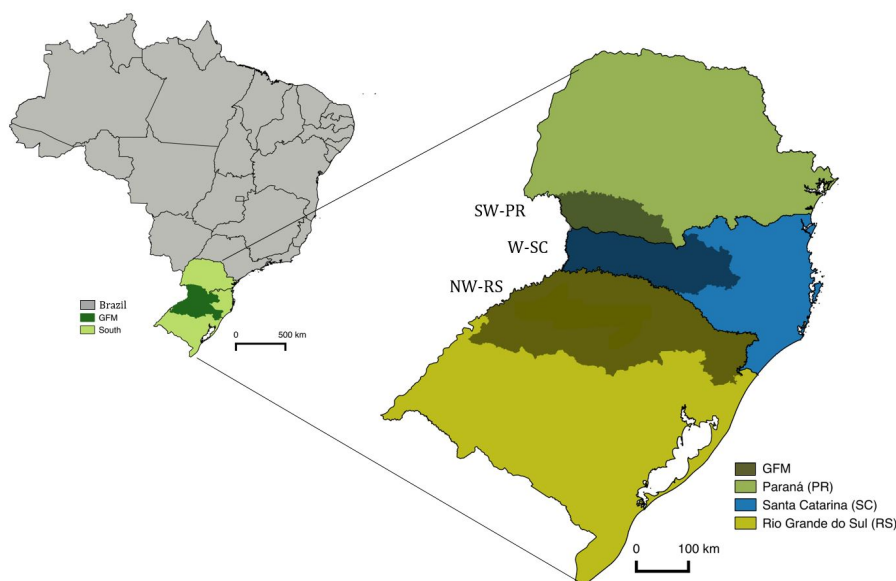 SW-PR
W-SC
NW-RS
Brazil
GFM
South
0 500 km
GFM
Paraná (PR)
Santa Catarina (SC)
Rio Grande do Sul (RS)
0 100 km